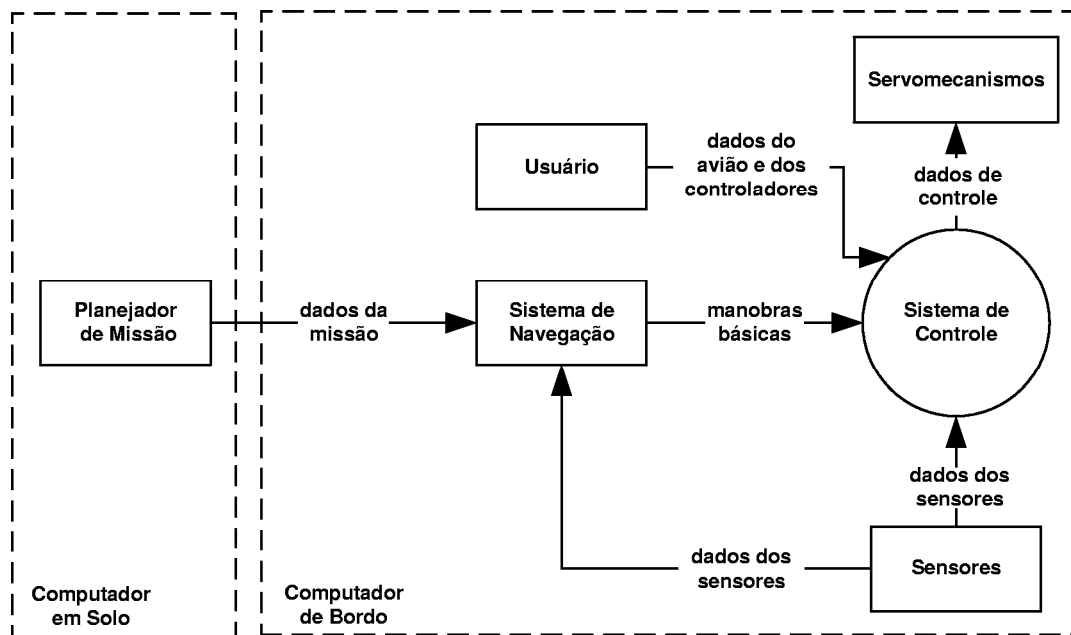 Servomecanismos
Usuário
dados do
avião e dos
controladores
dados de
controle
Planejador
de Missão
dados da
missão
Sistema de
Navegação
manobras
básicas
Sistema de
Controle
dados dos
sensores
dados dos
sensores
Sensores
Computador
em Solo
Computador
de Bordo